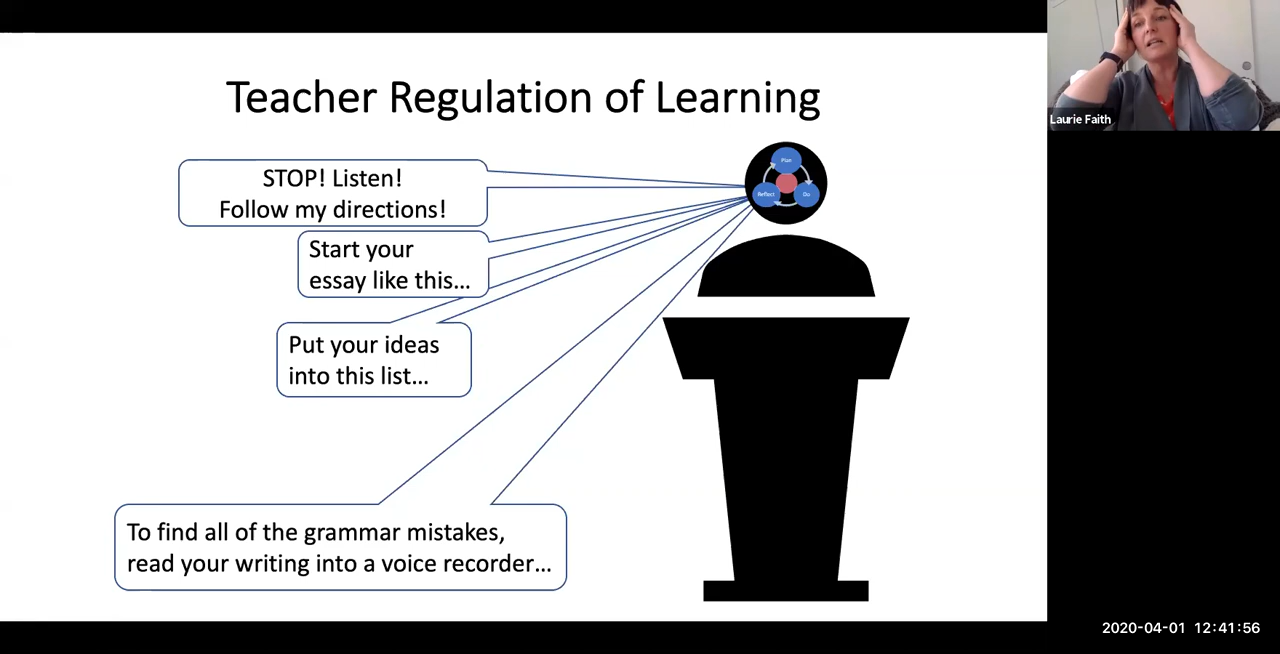 Teacher Regulation of Learning
Laurie Faith
STOP! Listen!
Follow my directions!
Plan
Reflect
Do
Start your
essay like this...
Put your ideas
into this list...
To find all of the grammar mistakes,
read your writing into a voice recorder...
2020-04-01 12:41:56